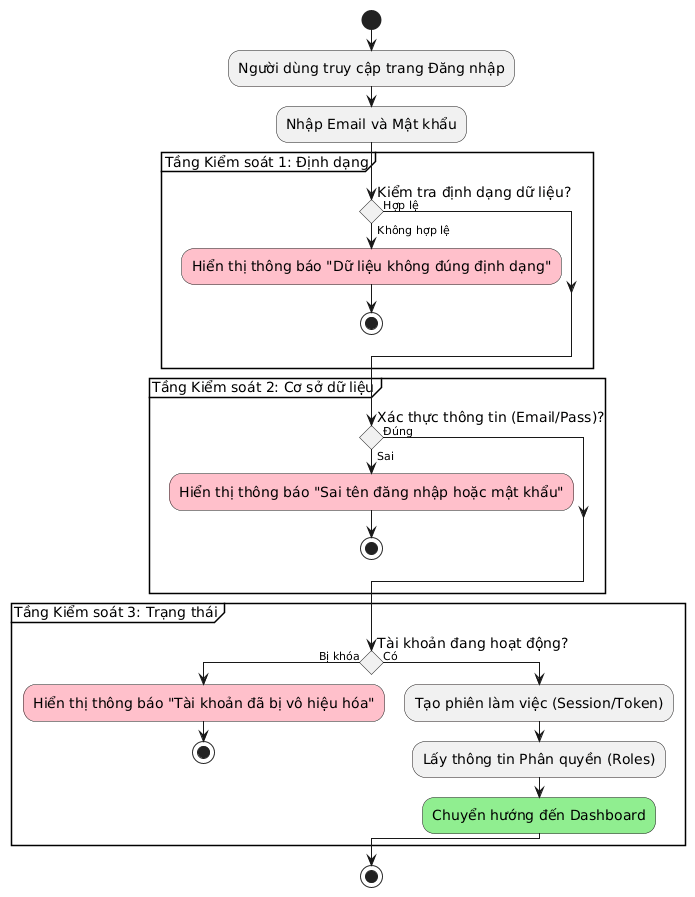 Người dùng truy cập trang Đăng nhập
Nhập Email và Mật khẩu
Tầng Kiểm soát 1: Định dạng
Kiểm tra định dạng dữ liệu?
Hợp lệ
Không hợp lệ
Hiển thị thông báo "Dữ liệu không đúng định dạng"
Tầng Kiểm soát 2: Cơ sở dữ liệu
Xác thực thông tin (Email/Pass)?
Đúng
Sai
Hiển thị thông báo "Sai tên đăng nhập hoặc mật khẩu"
Tầng Kiểm soát 3: Trạng thái
Tài khoản đang hoạt động?
Bị khóa
Có
Hiển thị thông báo "Tài khoản đã bị vô hiệu hóa"
Tạo phiên làm việc (Session/Token)
Lấy thông tin Phân quyền (Roles)
Chuyển hướng đến Dashboard